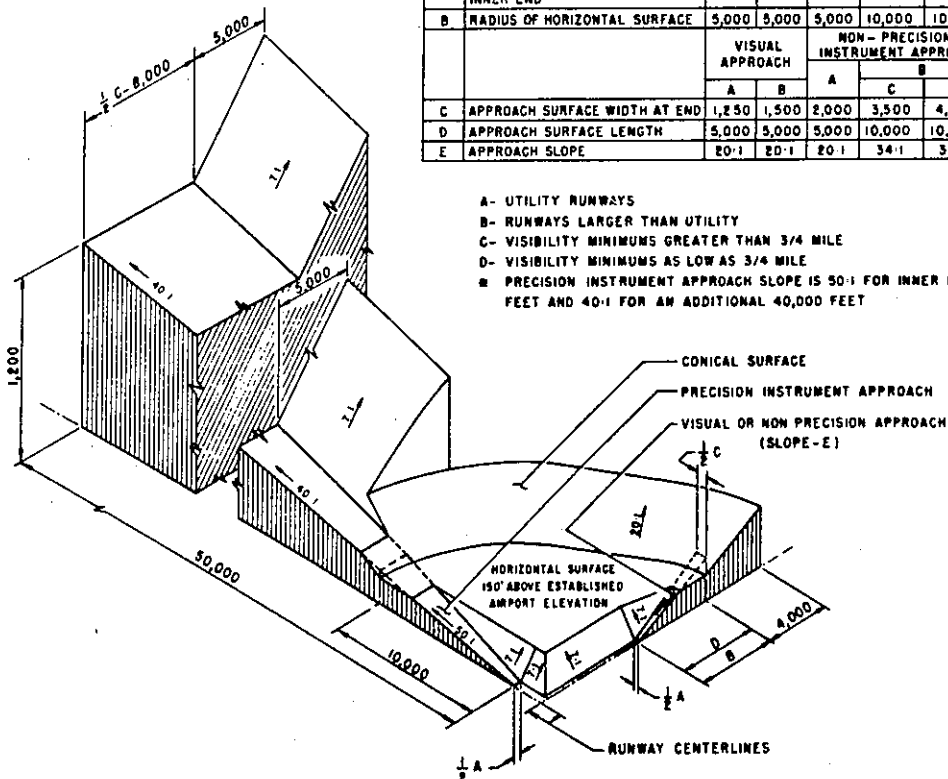 INNER END
B RADIUS OF HORIZONTAL SURFACE 5,000 5,000 5,000 10,000 10
VISUAL APPROACH NON-PRECISION INSTRUMENT APPR
A B A B
C
C APPROACH SURFACE WIDTH AT END 1,250 1,500 2,000 3,500 4,
D APPROACH SURFACE LENGTH 5,000 5,000 5,000 10,000 10,
E APPROACH SLOPE 20:1 20:1 20:1 34:1 3
A- UTILITY RUNWAYS
B- RUNWAYS LARGER THAN UTILITY
C- VISIBILITY MINIMUMS GREATER THAN 3/4 MILE
D- VISIBILITY MINIMUMS AS LOW AS 3/4 MILE
* PRECISION INSTRUMENT APPROACH SLOPE IS 50:1 FOR INNER
FEET AND 40:1 FOR AN ADDITIONAL 40,000 FEET
5,000
1/2 C-8,000
7:1
40:1
5,000
1,200
7:1
40:1
CONICAL SURFACE
PRECISION INSTRUMENT APPROACH
VISUAL OR NON PRECISION APPROACH
(SLOPE-E)
1/2 C
20:1
HORIZONTAL SURFACE
150' ABOVE ESTABLISHED
AIRPORT ELEVATION
50,000
50:1
7:1
7:1
7:1
7:1
10,000
4,000
D
B
1/2 A
RUNWAY CENTERLINES
1/2 A